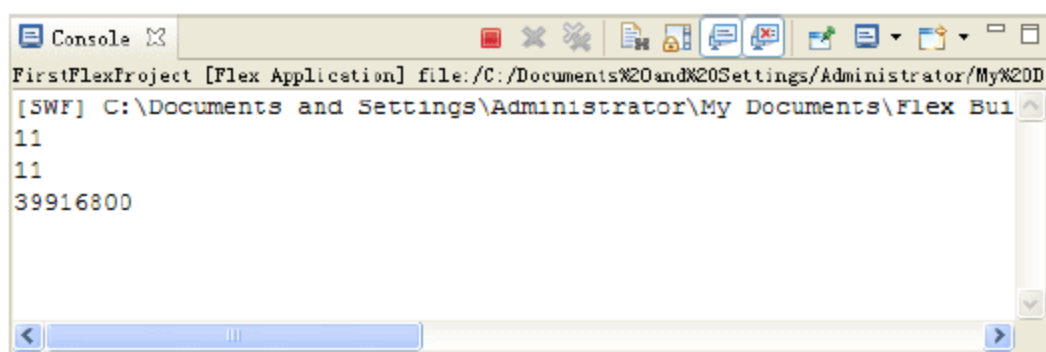 Console
FirstFlexProject [Flex Application] file:/C:/Documents%20and%20Settings/Administrator/My%20D
[SWF] C:\Documents and Settings\Administrator\My Documents\Flex Bui
11
11
39916800